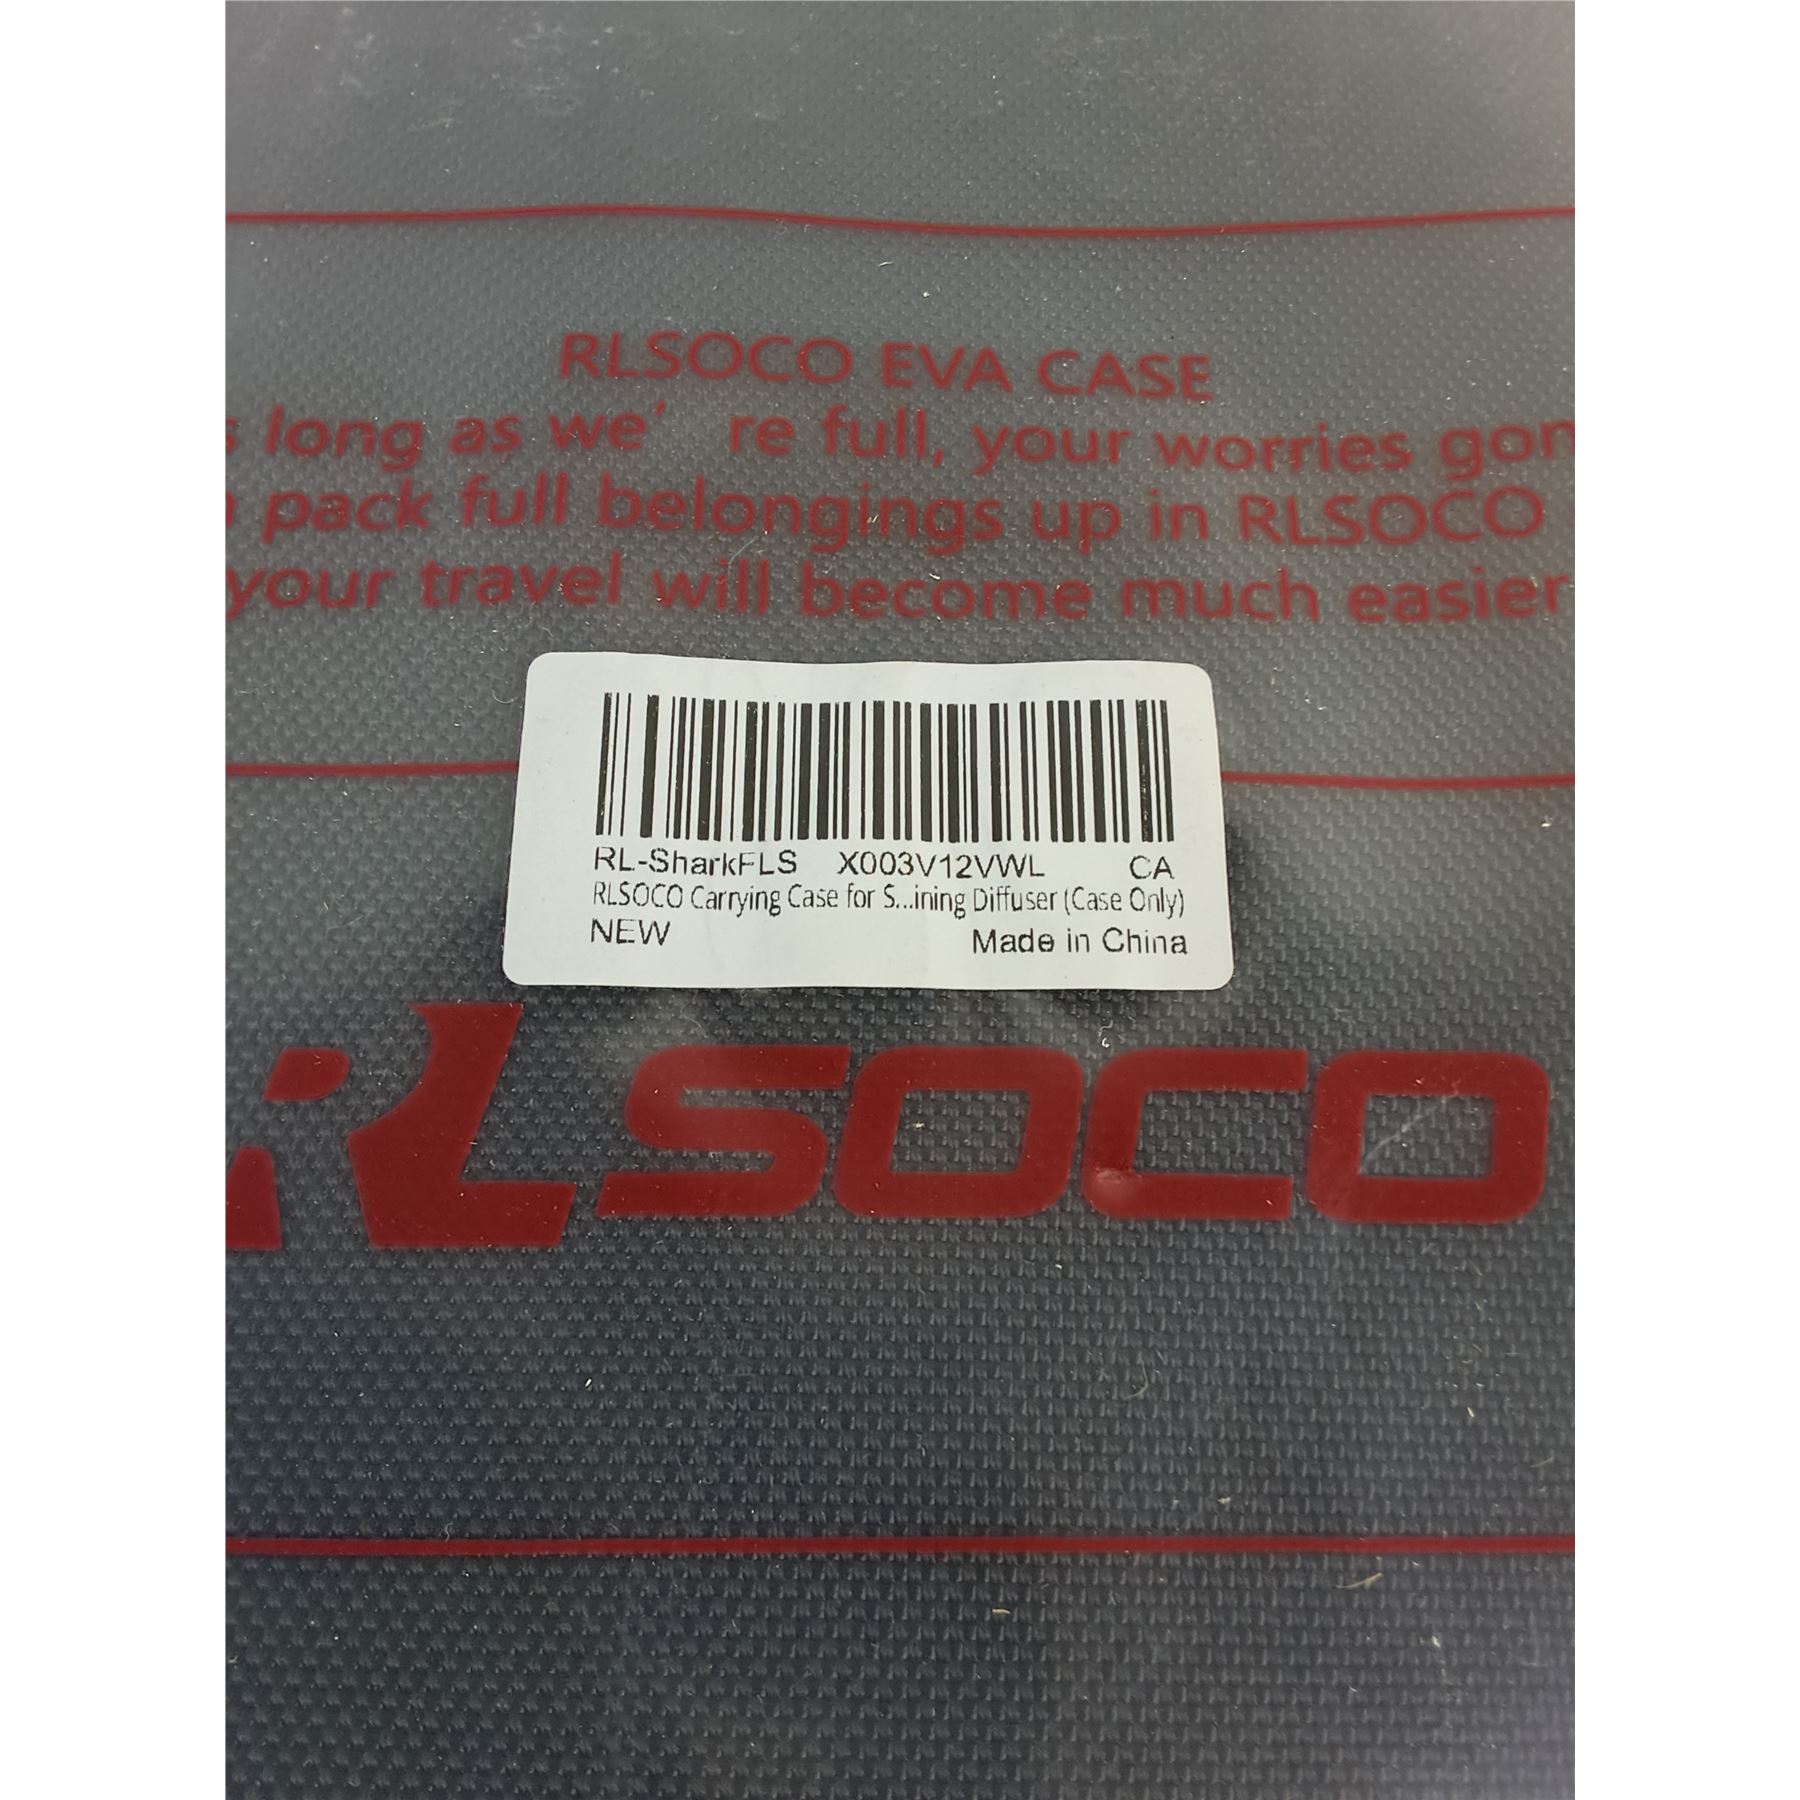 RLSOCO EVA CASE
long as we' re full, your worries gon
pack full belongings up in RLSOCO
your travel will become much easier
RL-SharkFLS X003V12VWL CA
RLSOCO Carrying Case for S...ining Diffuser (Case Only)
NEW Made in China
RLSOCO